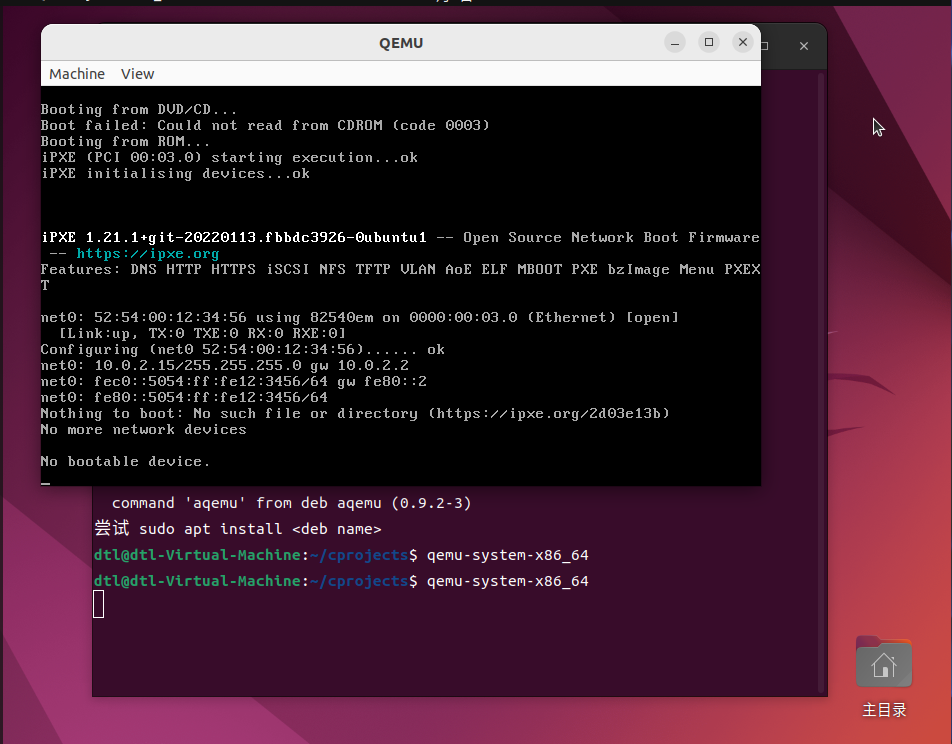 QEMU
Machine View
Booting from DVD/CD...
Boot failed: Could not read from CDROM (code 0003)
Booting from ROM...
iPXE (PCI 00:03.0) starting execution...ok
iPXE initialising devices...ok
iPXE 1.21.1+git-20220113.fbbdc3926-0ubuntu1 -- Open Source Network Boot Firmware
-- https://ipxe.org
Features: DNS HTTP HTTPS iSCSI NFS TFTP VLAN AoE ELF MBOOT PXE bzImage Menu PXEX
T
net0: 52:54:00:12:34:56 using 82540em on 0000:00:03.0 (Ethernet) [open]
[Link:up, TX:0 TXE:0 RX:0 RXE:0]
Configuring (net0 52:54:00:12:34:56)...... ok
net0: 10.0.2.15/255.255.255.0 gw 10.0.2.2
net0: fec0::5054:ff:fe12:3456/64 gw fe80::2
net0: fe80::5054:ff:fe12:3456/64
Nothing to boot: No such file or directory (https://ipxe.org/2d03e13b)
No more network devices
No bootable device.
command 'aqemu' from deb aqemu (0.9.2-3)
尝试 sudo apt install <deb name>
dtl@dtl-Virtual-Machine:~/cprojects$ qemu-system-x86_64
dtl@dtl-Virtual-Machine:~/cprojects$ qemu-system-x86_64
主目录